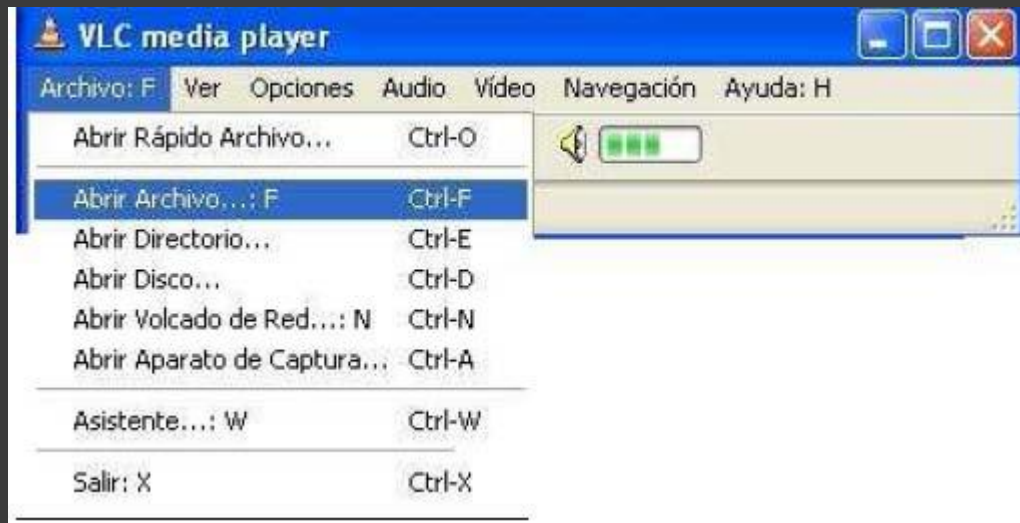 VLC media player
Archivo: F Ver Opciones Audio Vídeo Navegación Ayuda: H
Abrir Rápido Archivo... Ctrl-O
Abrir Archivo...: F Ctrl-F
Abrir Directorio... Ctrl-E
Abrir Disco... Ctrl-D
Abrir Volcado de Red...: N Ctrl-N
Abrir Aparato de Captura... Ctrl-A
Asistente...: W Ctrl-W
Salir: X Ctrl-X